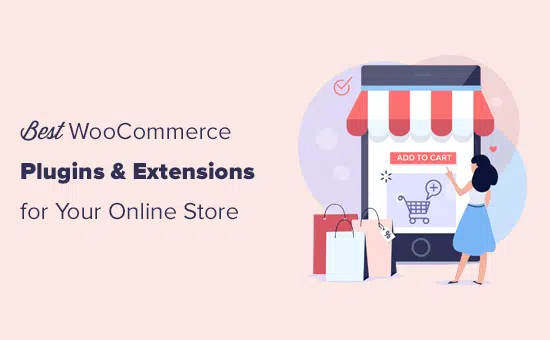 Best WooCommerce
Plugins & Extensions
for Your Online Store
ADD TO CART
%